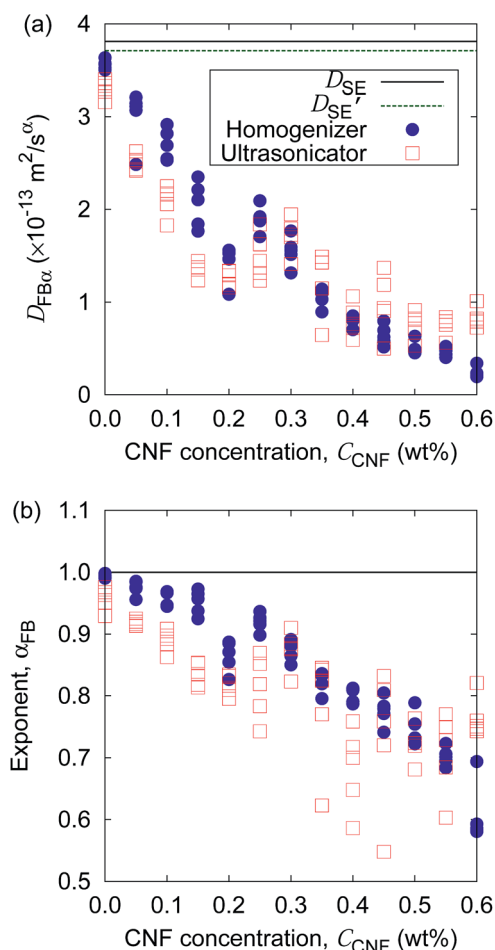 (a)
4
3
2
1
0
D_FBα (×10⁻¹³ m²/s^α)
D_SE
D_SE′
Homogenizer
Ultrasonicator
0.0 0.1 0.2 0.3 0.4 0.5 0.6
CNF concentration, C_CNF (wt%)
(b)
1.1
1.0
0.9
0.8
0.7
0.6
0.5
Exponent, α_FB
0.0 0.1 0.2 0.3 0.4 0.5 0.6
CNF concentration, C_CNF (wt%)